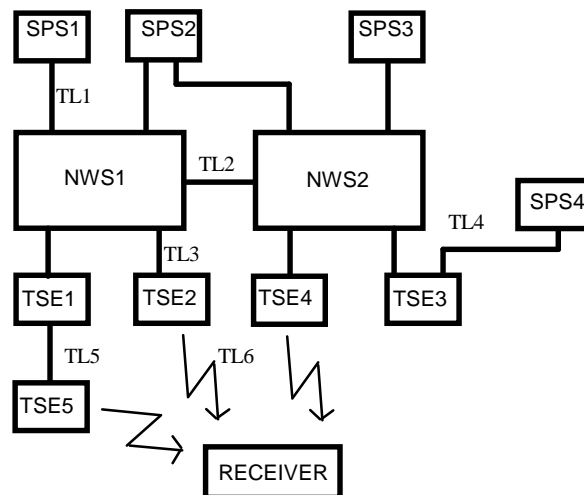 SPS1
SPS2
SPS3
TL1
NWS1
TL2
NWS2
SPS4
TL4
TL3
TSE1
TSE2
TSE4
TSE3
TL5
TL6
TSE5
RECEIVER